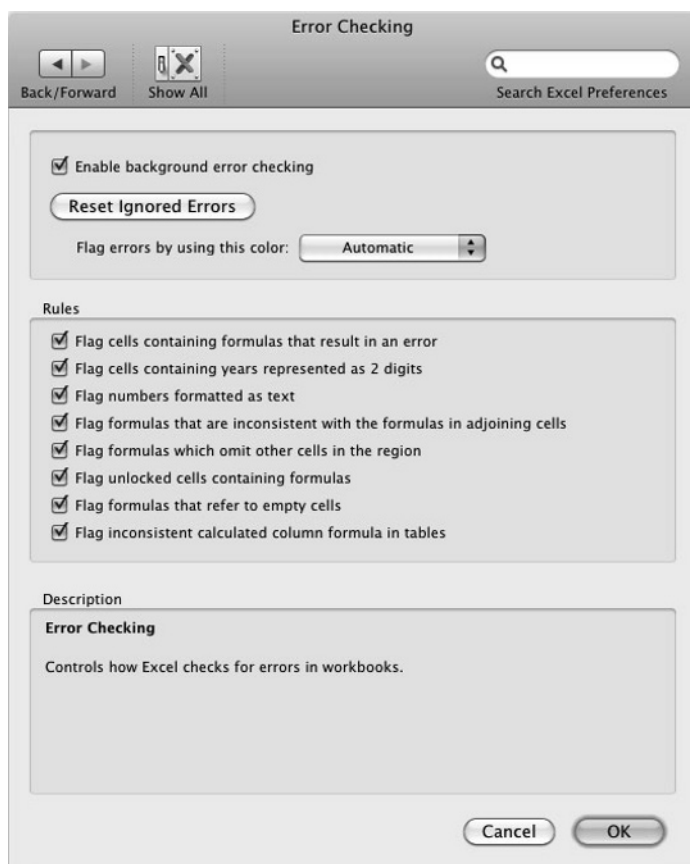 Error Checking
Back/Forward
Show All
Search Excel Preferences
Enable background error checking
Reset Ignored Errors
Flag errors by using this color: Automatic
Rules
Flag cells containing formulas that result in an error
Flag cells containing years represented as 2 digits
Flag numbers formatted as text
Flag formulas that are inconsistent with the formulas in adjoining cells
Flag formulas which omit other cells in the region
Flag unlocked cells containing formulas
Flag formulas that refer to empty cells
Flag inconsistent calculated column formula in tables
Description
Error Checking
Controls how Excel checks for errors in workbooks.
Cancel
OK